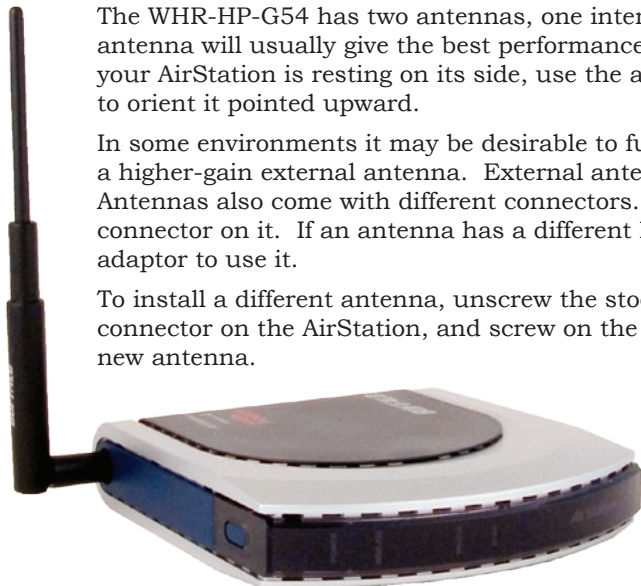 The WHR-HP-G54 has two antennas, one inter
antenna will usually give the best performance
your AirStation is resting on its side, use the a
to orient it pointed upward.
In some environments it may be desirable to fu
a higher-gain external antenna. External ante
Antennas also come with different connectors.
connector on it. If an antenna has a different
adaptor to use it.
To install a different antenna, unscrew the stoc
connector on the AirStation, and screw on the
new antenna.